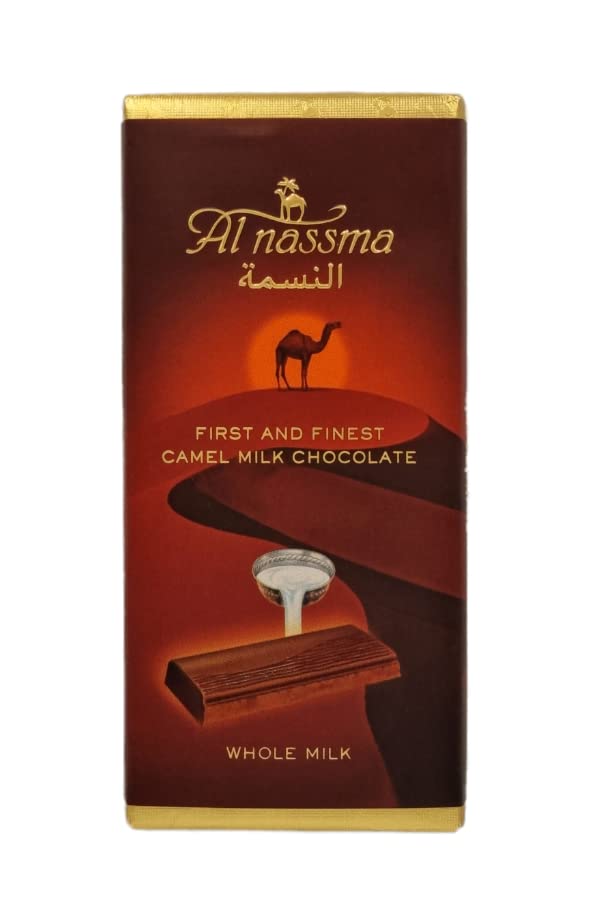 Al nassma
النسمة
FIRST AND FINEST
CAMEL MILK CHOCOLATE
WHOLE MILK